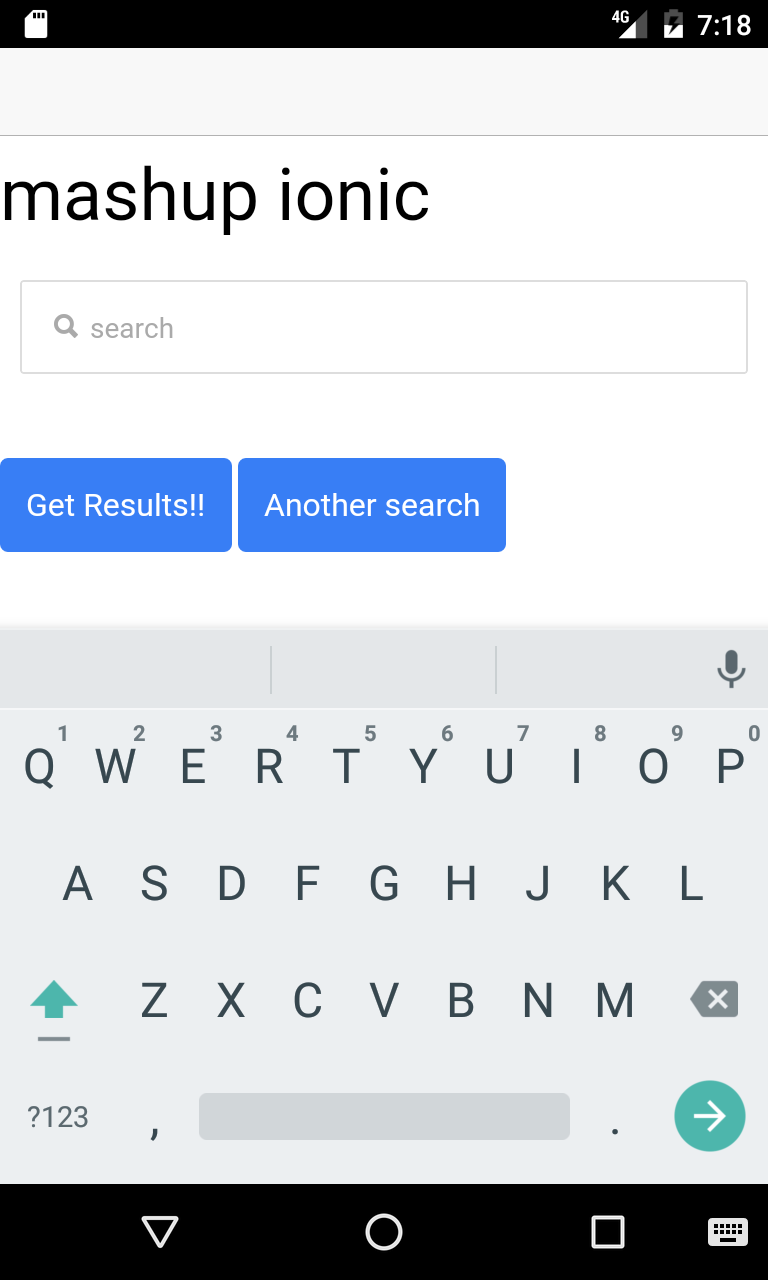 4G 7:18
mashup ionic
search
Get Results!! Another search
1 2 3 4 5 6 7 8 9 0
Q W E R T Y U I O P
A S D F G H J K L
Z X C V B N M
?123 , .